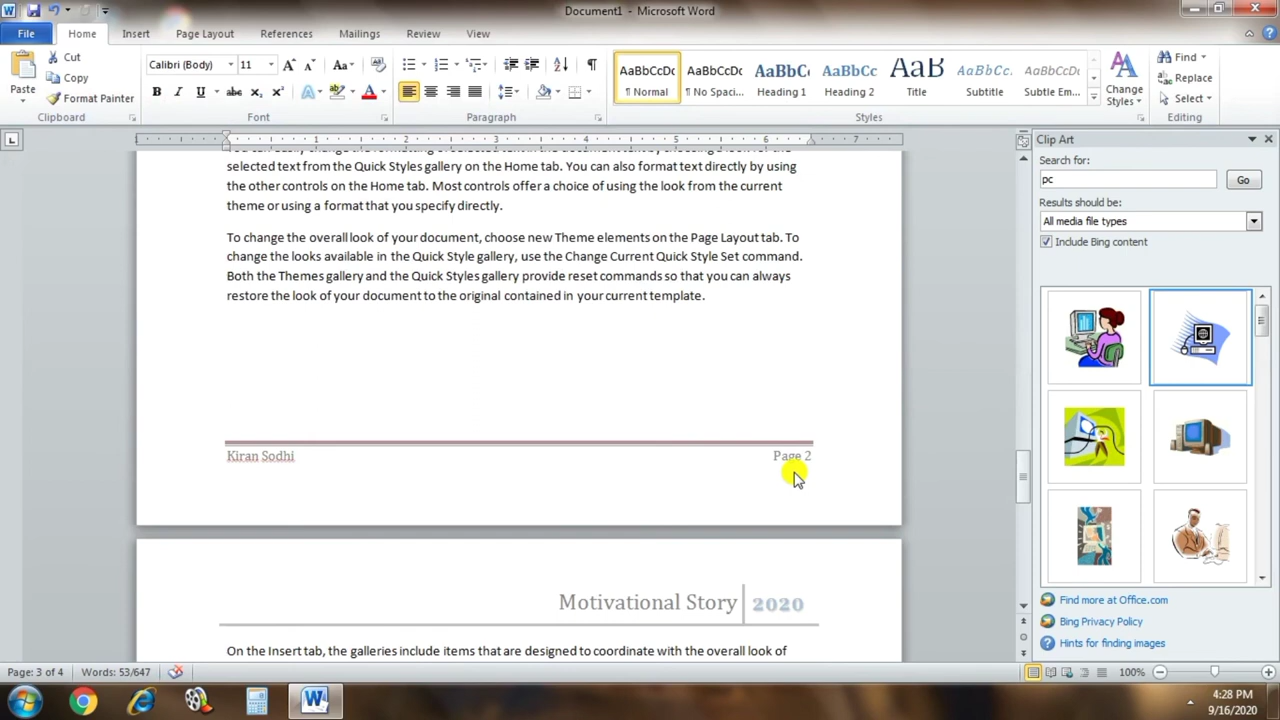 Document1 - Microsoft Word
File Home Insert Page Layout References Mailings Review View
Paste
Cut
Copy
Format Painter
Clipboard
Calibri (Body) 11
Font
Paragraph
AaBbCcDc AaBbCcDc AaBbC AaBbCc AaB AaBbCcD AaBbCcD
¶ Normal ¶ No Spaci... Heading 1 Heading 2 Title Subtitle Subtle Em...
Change
Styles
Styles
Find
Replace
Select
Editing
1 2 3 4 5 6 7
selected text from the Quick Styles gallery on the Home tab. You can also format text directly by using
the other controls on the Home tab. Most controls offer a choice of using the look from the current
theme or using a format that you specify directly.
To change the overall look of your document, choose new Theme elements on the Page Layout tab. To
change the looks available in the Quick Style gallery, use the Change Current Quick Style Set command.
Both the Themes gallery and the Quick Styles gallery provide reset commands so that you can always
restore the look of your document to the original contained in your current template.
Kiran Sodhi Page 2
Motivational Story 2020
On the Insert tab, the galleries include items that are designed to coordinate with the overall look of
Clip Art
Search for:
pc Go
Results should be:
All media file types
Include Bing content
Find more at Office.com
Bing Privacy Policy
Hints for finding images
Page: 3 of 4 Words: 53/647 100%
4:28 PM
9/16/2020